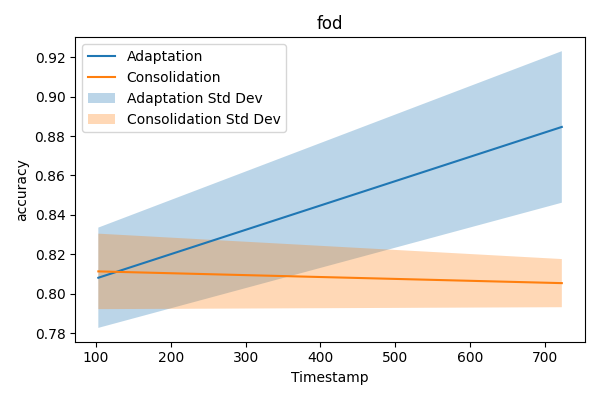 fod
Adaptation
Consolidation
Adaptation Std Dev
Consolidation Std Dev
accuracy
0.92
0.90
0.88
0.86
0.84
0.82
0.80
0.78
100 200 300 400 500 600 700
Timestamp